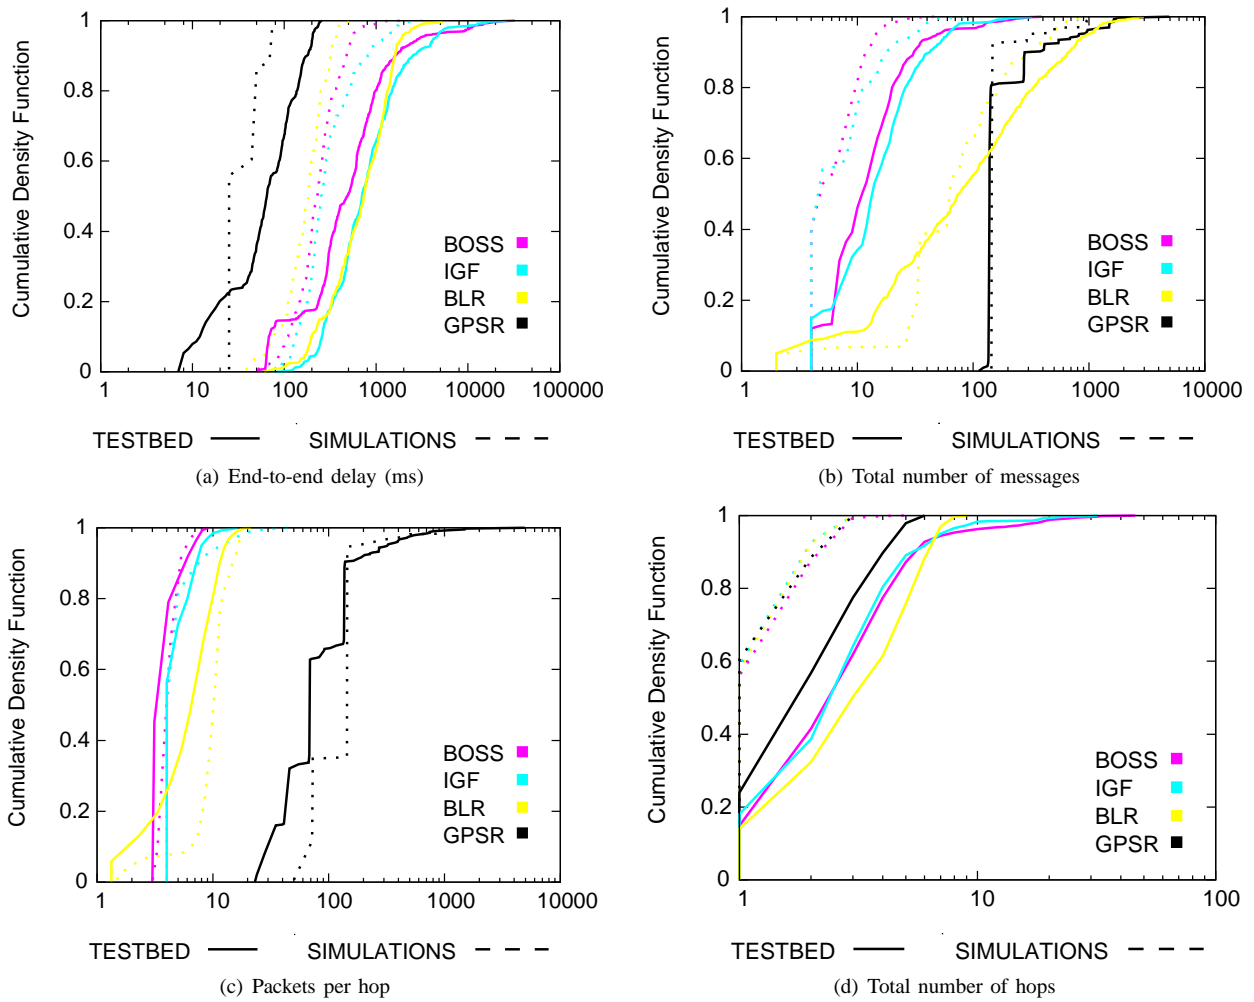 Cumulative Density Function
1
0.8
0.6
0.4
0.2
0
1 10 100 1000 10000 100000
BOSS
IGF
BLR
GPSR
TESTBED SIMULATIONS
(a) End-to-end delay (ms)
Cumulative Density Function
1
0.8
0.6
0.4
0.2
0
1 10 100 1000 10000
BOSS
IGF
BLR
GPSR
TESTBED SIMULATIONS
(b) Total number of messages
Cumulative Density Function
1
0.8
0.6
0.4
0.2
0
1 10 100 1000 10000
BOSS
IGF
BLR
GPSR
TESTBED SIMULATIONS
(c) Packets per hop
Cumulative Density Function
1
0.8
0.6
0.4
0.2
0
1 10 100
BOSS
IGF
BLR
GPSR
TESTBED SIMULATIONS
(d) Total number of hops